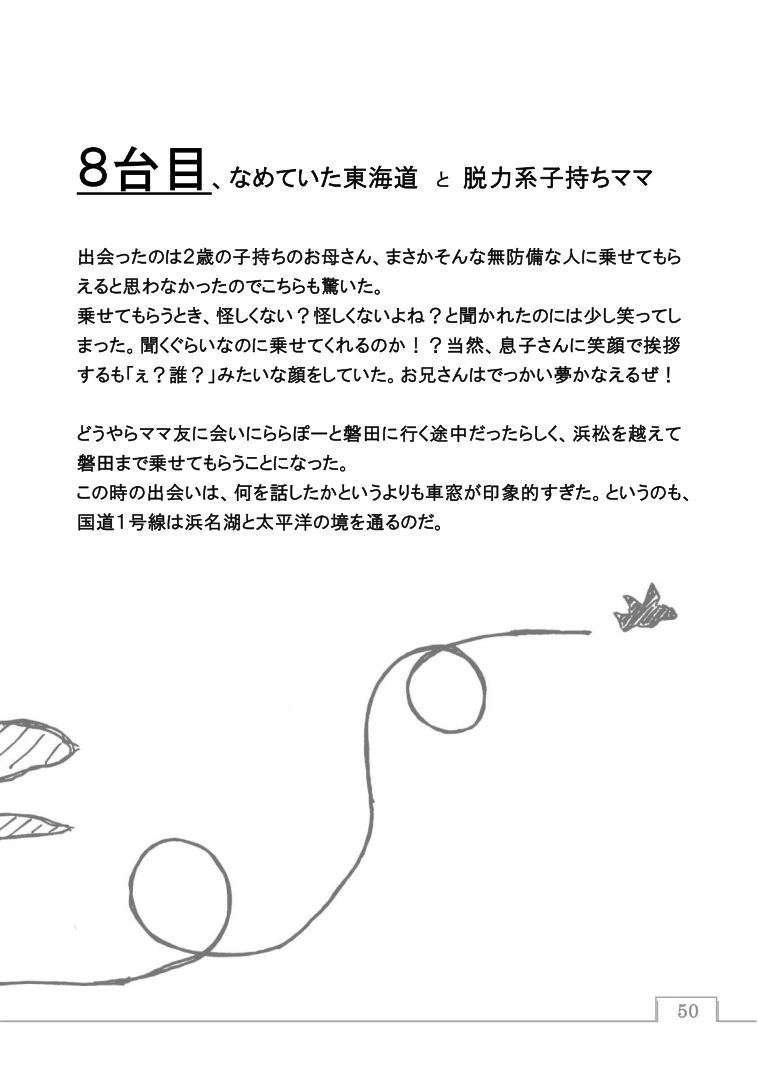 ８台目、なめていた東海道　と　脱力系子持ちママ
出会ったのは２歳の子持ちのお母さん、まさかそんな無防備な人に乗せてもら
えると思わなかったのでこちらも驚いた。
乗せてもらうとき、怪しくない？怪しくないよね？と聞かれたのには少し笑ってし
まった。聞くぐらいなのに乗せてくれるのか！？当然、息子さんに笑顔で挨拶
するも「ぇ？誰？」みたいな顔をしていた。お兄さんはでっかい夢かなえるぜ！
どうやらママ友に会いにららぽーと磐田に行く途中だったらしく、浜松を越えて
磐田まで乗せてもらうことになった。
この時の出会いは、何を話したかというよりも車窓が印象的すぎた。というのも、
国道１号線は浜名湖と太平洋の境を通るのだ。
50